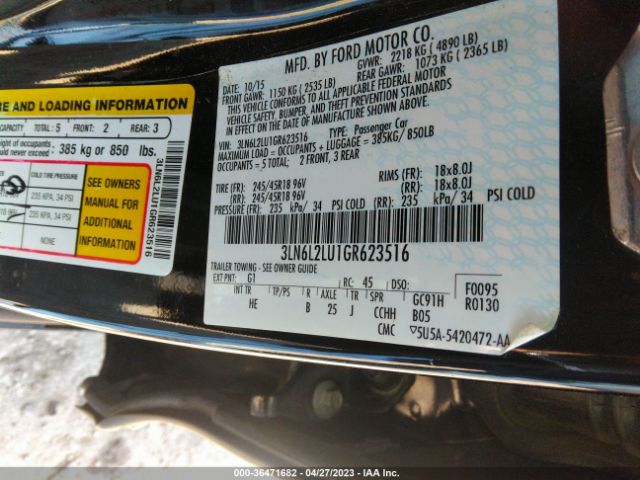 RE AND LOADING INFORMATION
CAPACITY TOTAL: 5 FRONT: 2 REAR: 3
weight of occupants
ould never exceed: 385 kg or 850 lbs.
COLD TIRE PRESSURE
235 KPA, 34 PSI
235 KPA, 34 PSI
NONE
SEE OWNERS
MANUAL FOR
ADDITIONAL
INFORMATION
3LN6L2LU1GR623516
MFD. BY FORD MOTOR CO.
DATE: 10/15 GVWR: 2218 KG (4890 LB)
FRONT GAWR: 1150 KG (2535 LB) REAR GAWR: 1073 KG (2365 LB)
THIS VEHICLE CONFORMS TO ALL APPLICABLE FEDERAL MOTOR
VEHICLE SAFETY, BUMPER, AND THEFT PREVENTION STANDARDS IN
EFFECT ON THE DATE OF MANUFACTURE SHOWN ABOVE.
VIN: 3LN6L2LU1GR623516 TYPE: Passenger Car
MAXIMUM LOAD = OCCUPANTS + LUGGAGE = 385KG/ 850LB
OCCUPANTS = 5 TOTAL: 2 FRONT, 3 REAR
TIRE (FR): 245/45R18 96V RIMS (FR): 18x8.0J
(RR): 245/45R18 96V (RR): 18x8.0J
PRESSURE (FR): 235 kPa/ 34 PSI COLD (RR): 235 kPa/ 34 PSI COLD
3LN6L2LU1GR623516
TRAILER TOWING - SEE OWNER GUIDE
EXT PNT: G1 RC: 45 DSO: F0095
INT TR TP/PS R AXLE TR SPR GC91H R0130
HE B 25 J CCHH B05
CMC 5U5A-5420472-AA
000-36471682 - 04/27/2023 - IAA Inc.